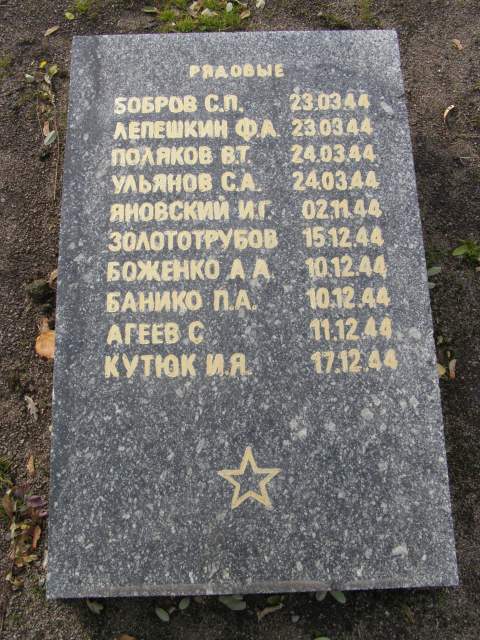 РЯДОВЫЕ
БОБРОВ С.П. 23.03.44
ЛЕПЕШКИН Ф.А. 23.03.44
ПОЛЯКОВ В.Т. 24.03.44
УЛЬЯНОВ С.А. 24.03.44
ЯНОВСКИЙ И.Г. 02.11.44
ЗОЛОТОТРУБОВ 15.12.44
БОЖЕНКО А А 10.12.44
БАНИКО П.А. 10.12.44
АГЕЕВ С 11.12.44
КУТЮК И.Я. 17.12.44